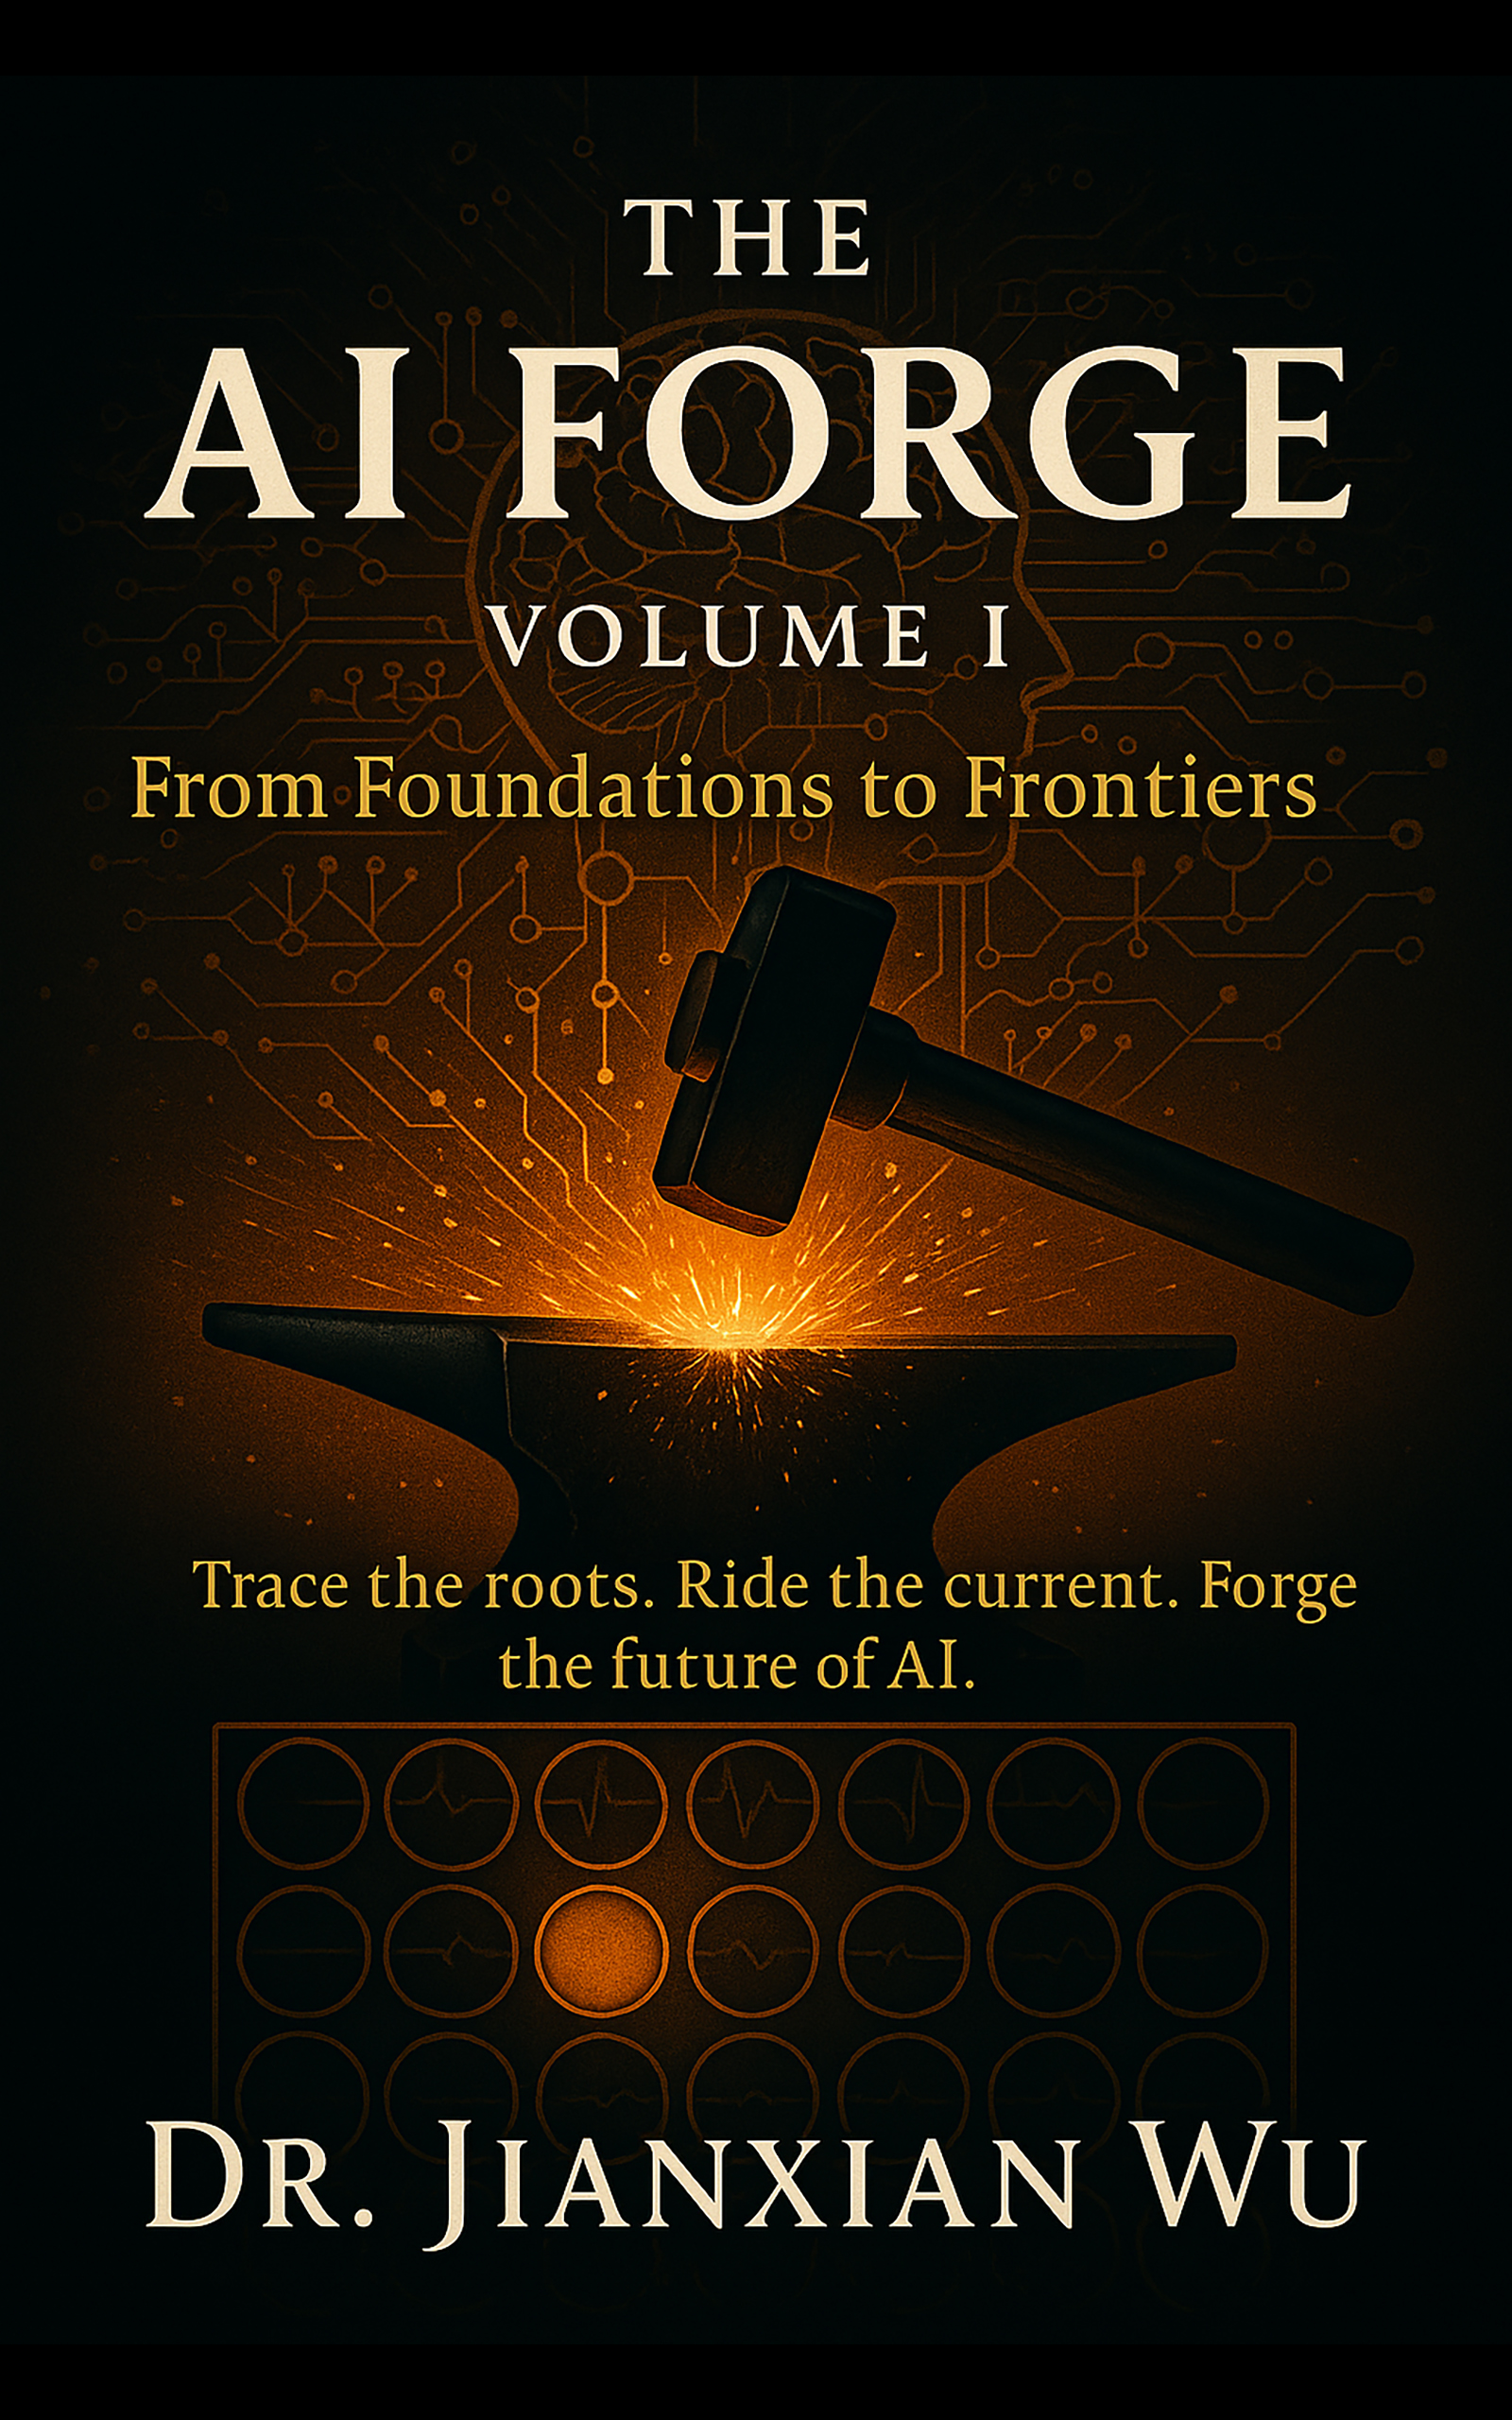 THE
AI FORGE
VOLUME I
From Foundations to Frontiers
Trace the roots. Ride the current. Forge
the future of AI.
DR. JIANXIAN WU